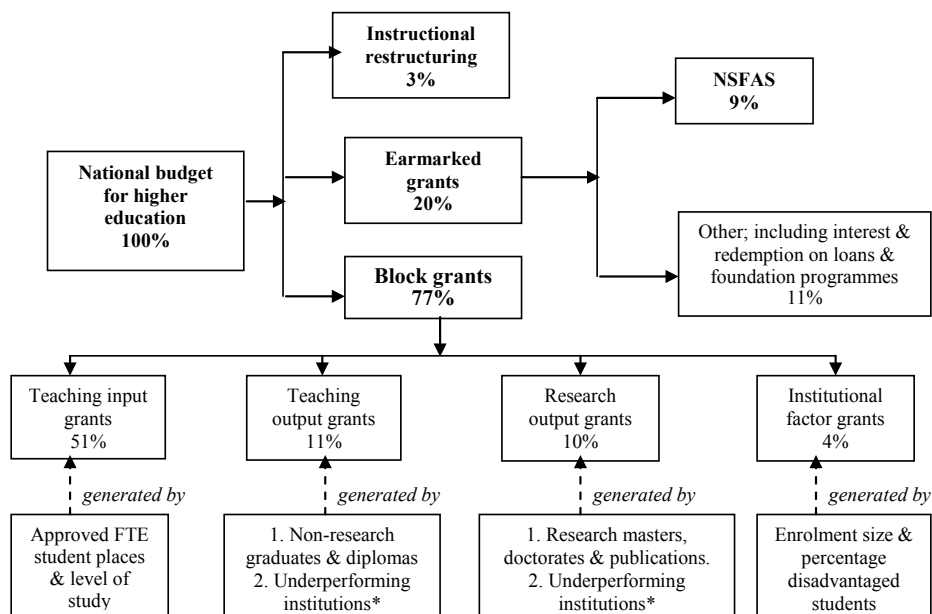 Instructional
restructuring
3%
NSFAS
9%
National budget
for higher
education
100%
Earmarked
grants
20%
Other; including interest &
redemption on loans &
foundation programmes
11%
Block grants
77%
Teaching input
grants
51%
Teaching
output grants
11%
Research
output grants
10%
Institutional
factor grants
4%
generated by
generated by
generated by
generated by
Approved FTE
student places
& level of
study
1. Non-research
graduates & diplomas
2. Underperforming
institutions*
1. Research masters,
doctorates & publications.
2. Underperforming
institutions*
Enrolment size &
percentage
disadvantaged
students